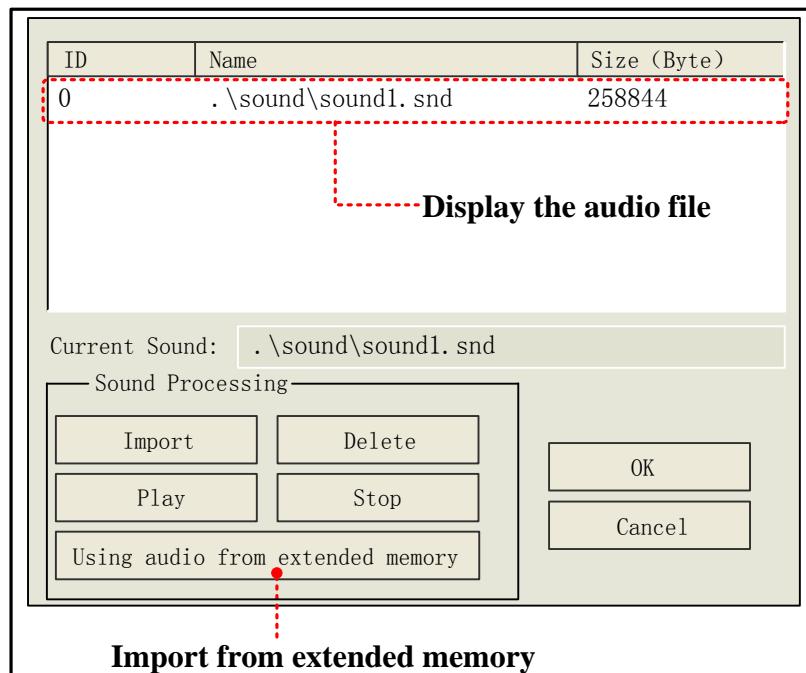 ID Name Size (Byte)
0 .\sound\sound1.snd 258844
Display the audio file
Current Sound: .\sound\sound1.snd
Sound Processing
Import Delete
OK
Play Stop
Cancel
Using audio from extended memory
Import from extended memory